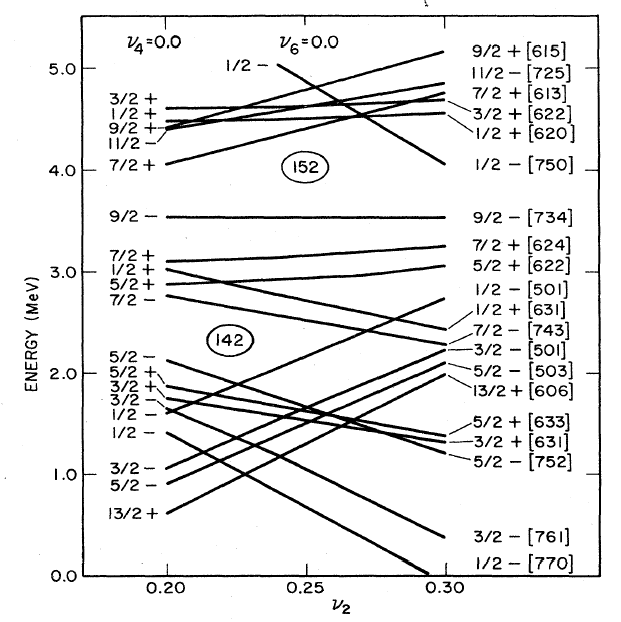 ν4=0.0 ν6=0.0
9/2 + [615]
1/2 −
11/2 − [725]
5.0
7/2 + [613]
3/2 +
3/2 + [622]
1/2 +
9/2 +
1/2 + [620]
11/2 −
4.0
7/2 +
152
1/2 − [750]
9/2 −
9/2 − [734]
7/2 +
7/2 + [624]
1/2 +
5/2 + [622]
3.0
5/2 +
1/2 − [501]
7/2 −
1/2 + [631]
142
7/2 − [743]
5/2 −
3/2 − [501]
2.0
5/2 +
5/2 − [503]
3/2 +
13/2 + [606]
3/2 −
1/2 −
5/2 + [633]
1/2 −
3/2 + [631]
1.0
3/2 −
5/2 − [752]
5/2 −
13/2 +
3/2 − [761]
1/2 − [770]
0.0
0.20 0.25 0.30
ν2
ENERGY (MeV)